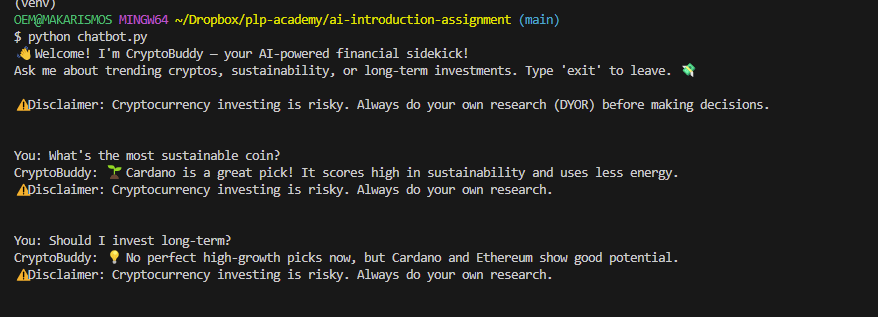 (venv)
OEM@MAKARISMOS MINGW64 ~/Dropbox/plp-academy/ai-introduction-assignment (main)
$ python chatbot.py
👋Welcome! I'm CryptoBuddy – your AI-powered financial sidekick!
Ask me about trending cryptos, sustainability, or long-term investments. Type 'exit' to leave. 💸
⚠️Disclaimer: Cryptocurrency investing is risky. Always do your own research (DYOR) before making decisions.
You: What's the most sustainable coin?
CryptoBuddy: 🌱Cardano is a great pick! It scores high in sustainability and uses less energy.
⚠️Disclaimer: Cryptocurrency investing is risky. Always do your own research.
You: Should I invest long-term?
CryptoBuddy: 💡No perfect high-growth picks now, but Cardano and Ethereum show good potential.
⚠️Disclaimer: Cryptocurrency investing is risky. Always do your own research.